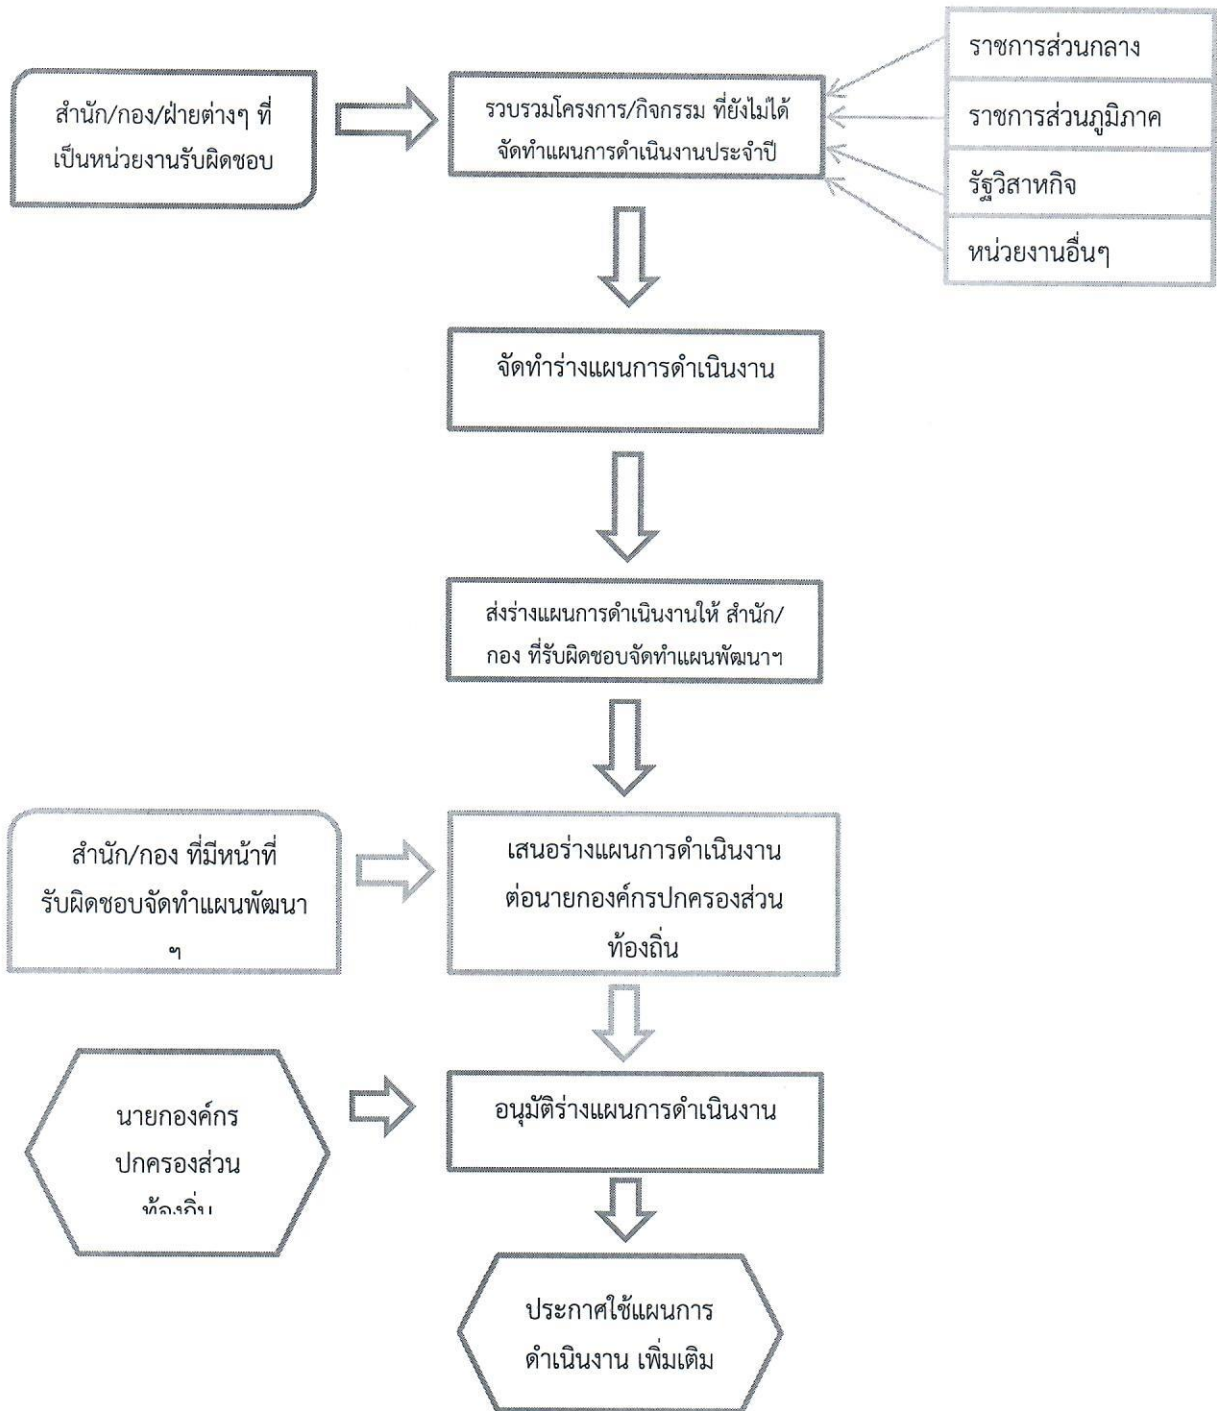 สำนัก/กอง/ฝ่ายต่างๆ ที่
เป็นหน่วยงานรับผิดชอบ
รวบรวมโครงการ/กิจกรรม ที่ยังไม่ได้
จัดทำแผนการดำเนินงานประจำปี
ราชการส่วนกลาง
ราชการส่วนภูมิภาค
รัฐวิสาหกิจ
หน่วยงานอื่นๆ
จัดทำร่างแผนการดำเนินงาน
ส่งร่างแผนการดำเนินงานให้ สำนัก/
กอง ที่รับผิดชอบจัดทำแผนพัฒนาฯ
สำนัก/กอง ที่มีหน้าที่
รับผิดชอบจัดทำแผนพัฒนา
ฯ
เสนอร่างแผนการดำเนินงาน
ต่อนายกองค์กรปกครองส่วน
ท้องถิ่น
นายกองค์กร
ปกครองส่วน
ท้องถิ่น
อนุมัติร่างแผนการดำเนินงาน
ประกาศใช้แผนการ
ดำเนินงาน เพิ่มเติม